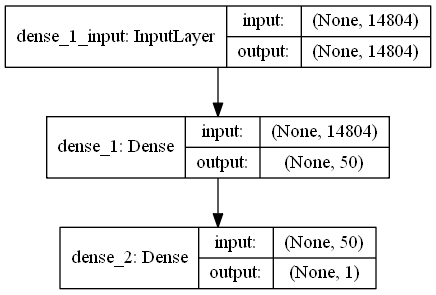 dense_1_input: InputLayer
input: (None, 14804)
output: (None, 14804)
dense_1: Dense
input: (None, 14804)
output: (None, 50)
dense_2: Dense
input: (None, 50)
output: (None, 1)